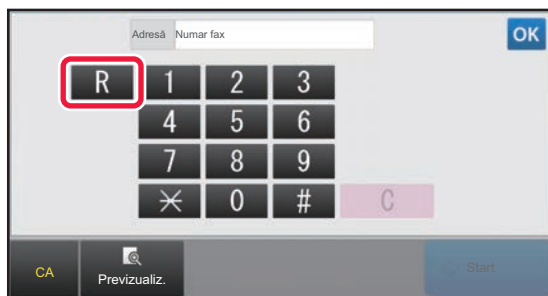 Adresă Numar fax OK
R 1 2 3
4 5 6
7 8 9
* 0 # C
CA Previzualiz. Start